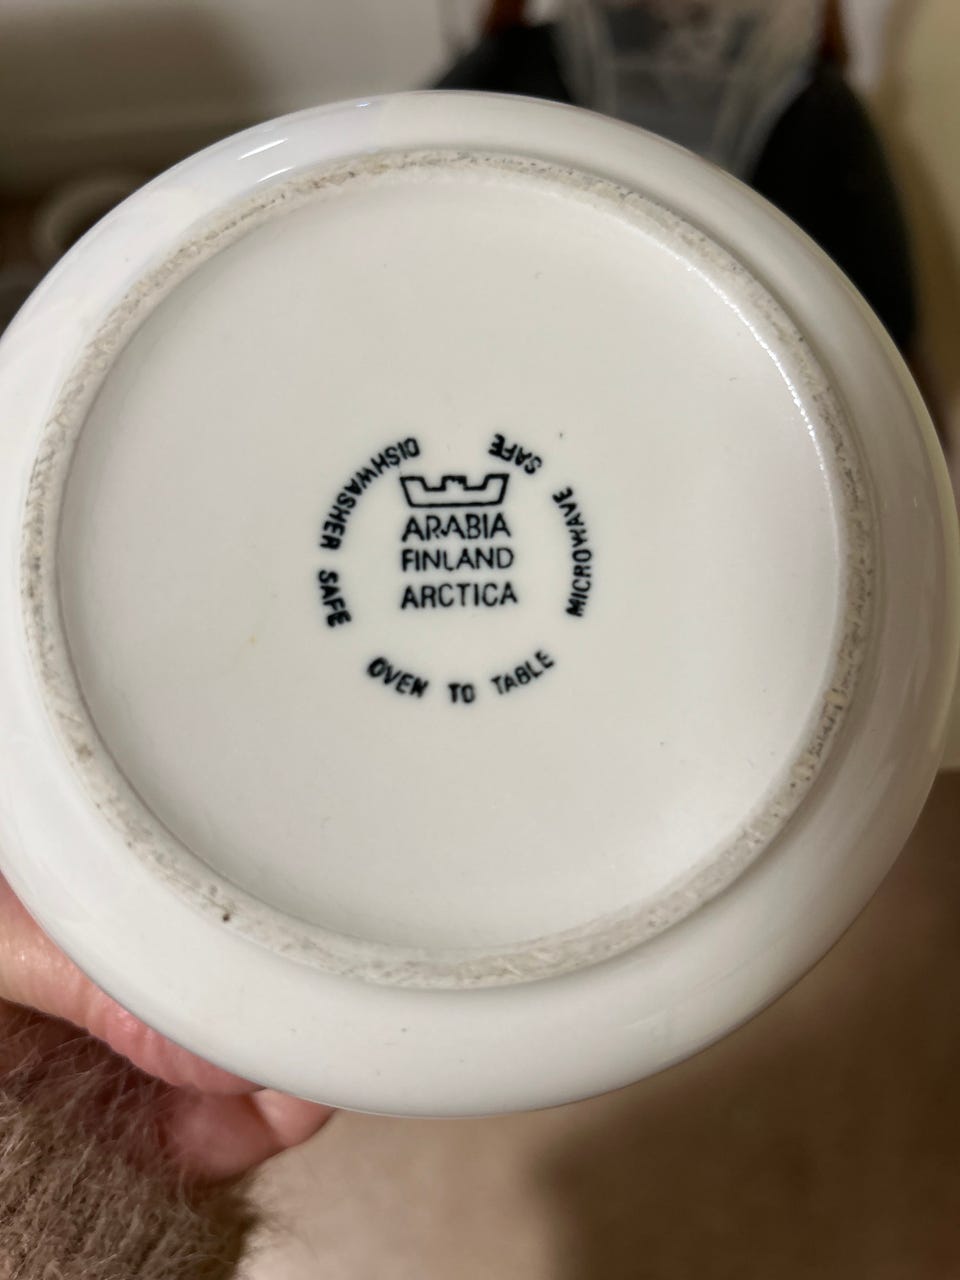 ARABIA
FINLAND
ARCTICA
DISHWASHER SAFE
OVEN TO TABLE
MICROWAVE SAFE